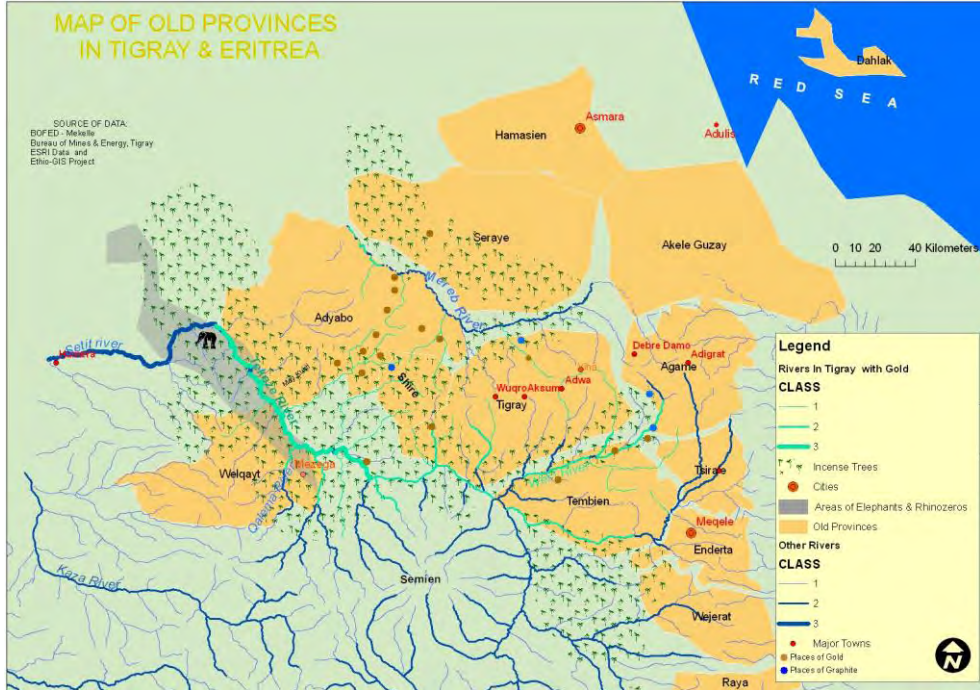 MAP OF OLD PROVINCES
IN TIGRAY & ERITREA
SOURCE OF DATA:
BOFED - Mekelle
Bureau of Mines & Energy, Tigray
ESRI Data and
Ethio-GIS Project
Dahlak
RED SEA
Asmara
Hamasien
Adulis
Seraye
Akele Guzay
0 10 20 40 Kilometers
Mereb River
Adyabo
Setit river
Debre Damo
Adigrat
Agame
Shire
Adwa
WuqroAksum
Tigray
Welqayt
Mezega
Tembien
Meqele
Enderta
Kaza River
Semien
Wejerat
Raya
Legend
Rivers In Tigray with Gold
CLASS
1
2
3
Incense Trees
Cities
Areas of Elephants & Rhinozeros
Old Provinces
Other Rivers
CLASS
1
2
3
Major Towns
Places of Gold
Places of Graphite
N